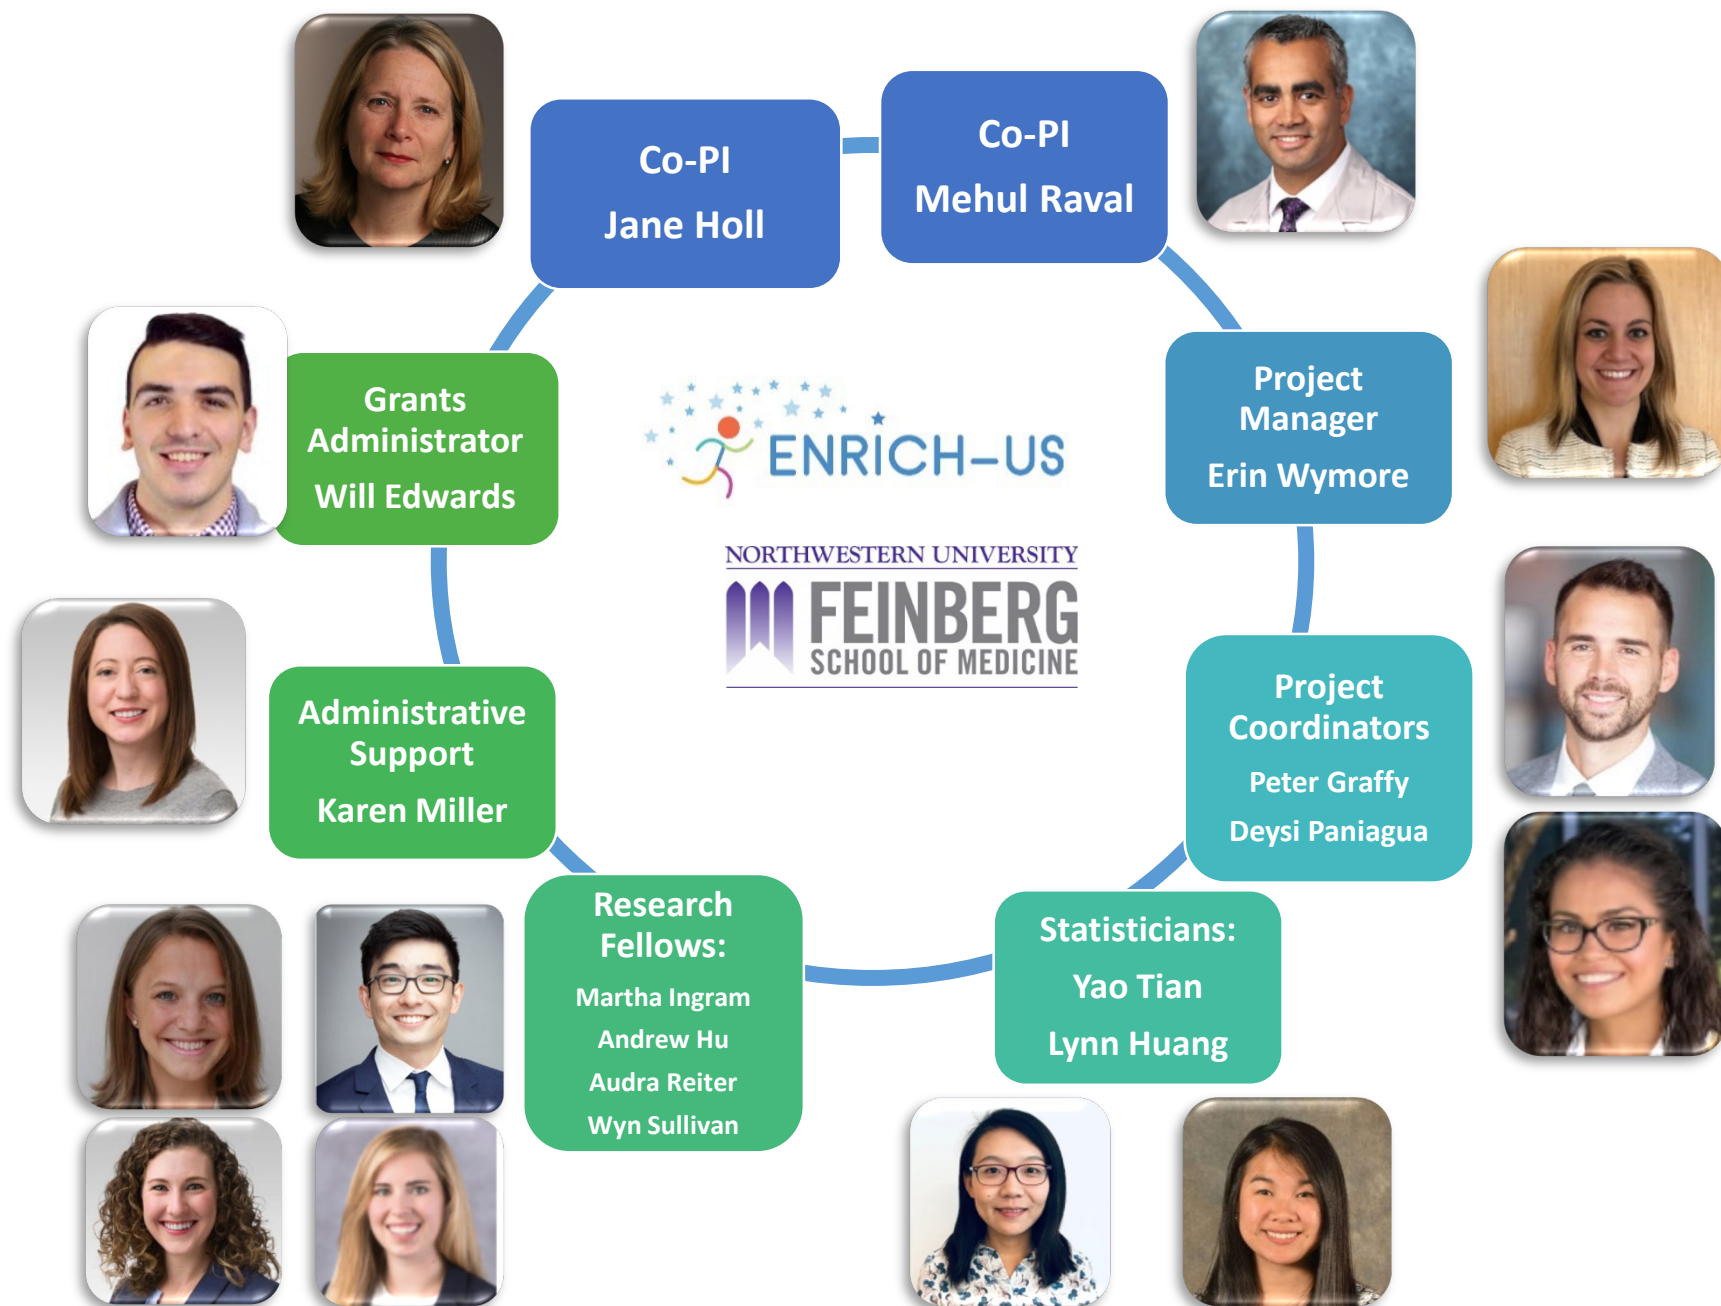 Co-PI
Jane Holl
Co-PI
Mehul Raval
Project
Manager
Erin Wymore
Project
Coordinators
Peter Graffy
Deysi Paniagua
Statisticians:
Yao Tian
Lynn Huang
Research
Fellows:
Martha Ingram
Andrew Hu
Audra Reiter
Wyn Sullivan
Administrative
Support
Karen Miller
Grants
Administrator
Will Edwards
ENRICH-US
NORTHWESTERN UNIVERSITY
FEINBERG
SCHOOL OF MEDICINE